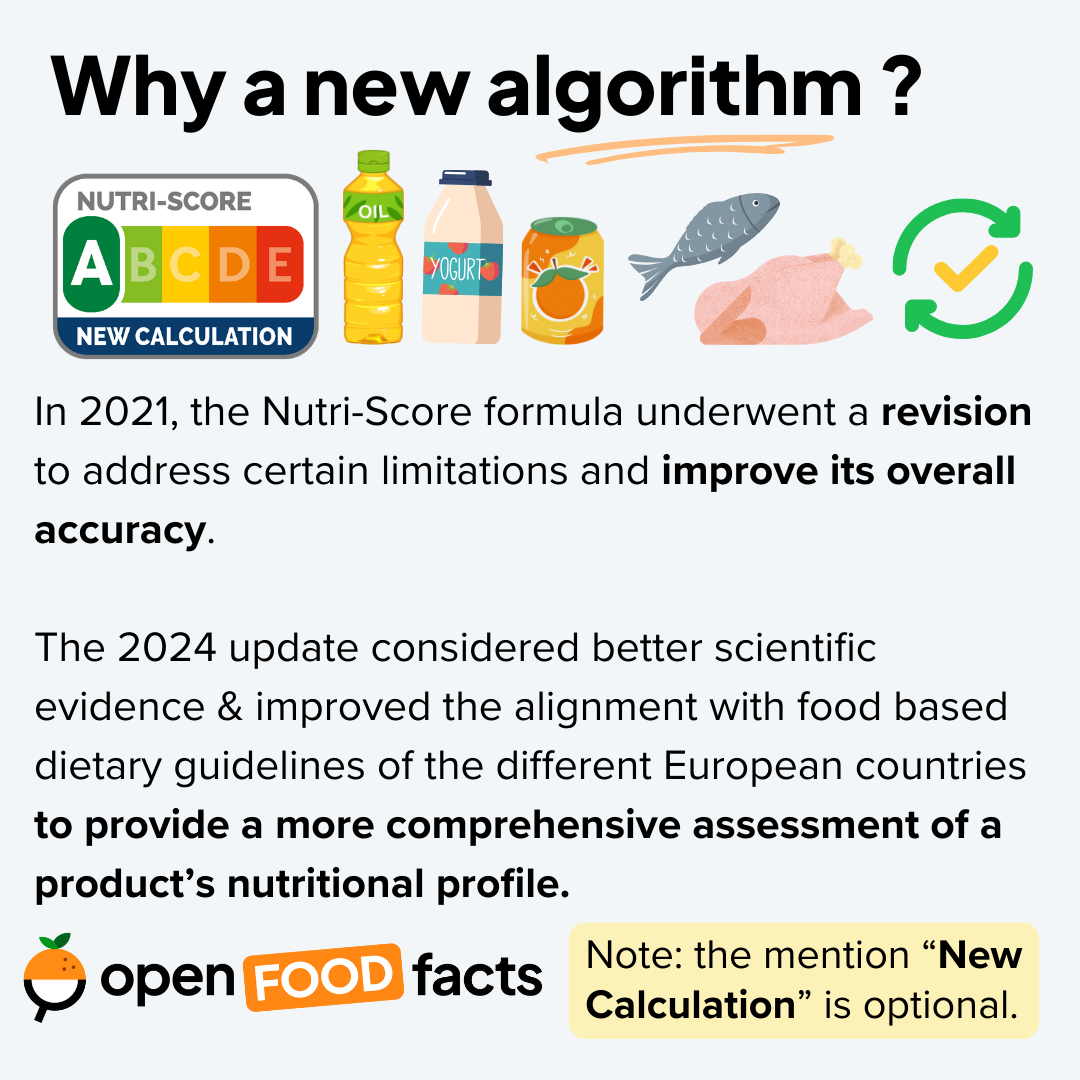 Why a new algorithm ?
NUTRI-SCORE
A B C D E
NEW CALCULATION
OIL
YOGURT
In 2021, the Nutri-Score formula underwent a revision
to address certain limitations and improve its overall
accuracy.
The 2024 update considered better scientific
evidence & improved the alignment with food based
dietary guidelines of the different European countries
to provide a more comprehensive assessment of a
product’s nutritional profile.
open FOOD facts
Note: the mention “New
Calculation” is optional.